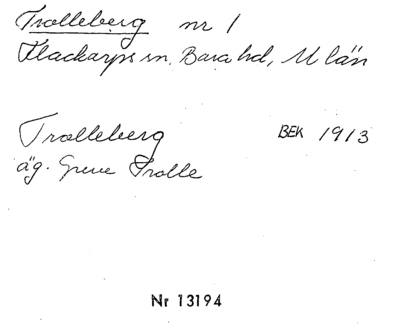 Trolleberg nr 1
Flackarps sn, Bara hd, M län
Trolleberg BEK 1913
äg. Greve Trolle
Nr 13194